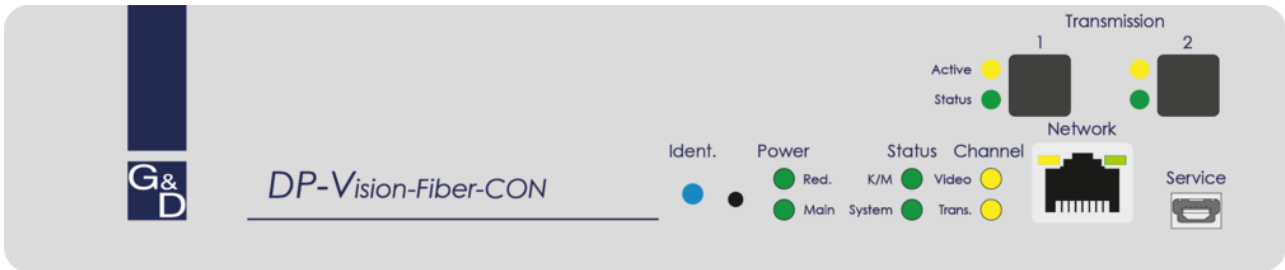 Transmission
1 2
Active
Status
Network
Ident. Power Status Channel
Red. K/M Video
Main System Trans.
Service
G&D
DP-Vision-Fiber-CON